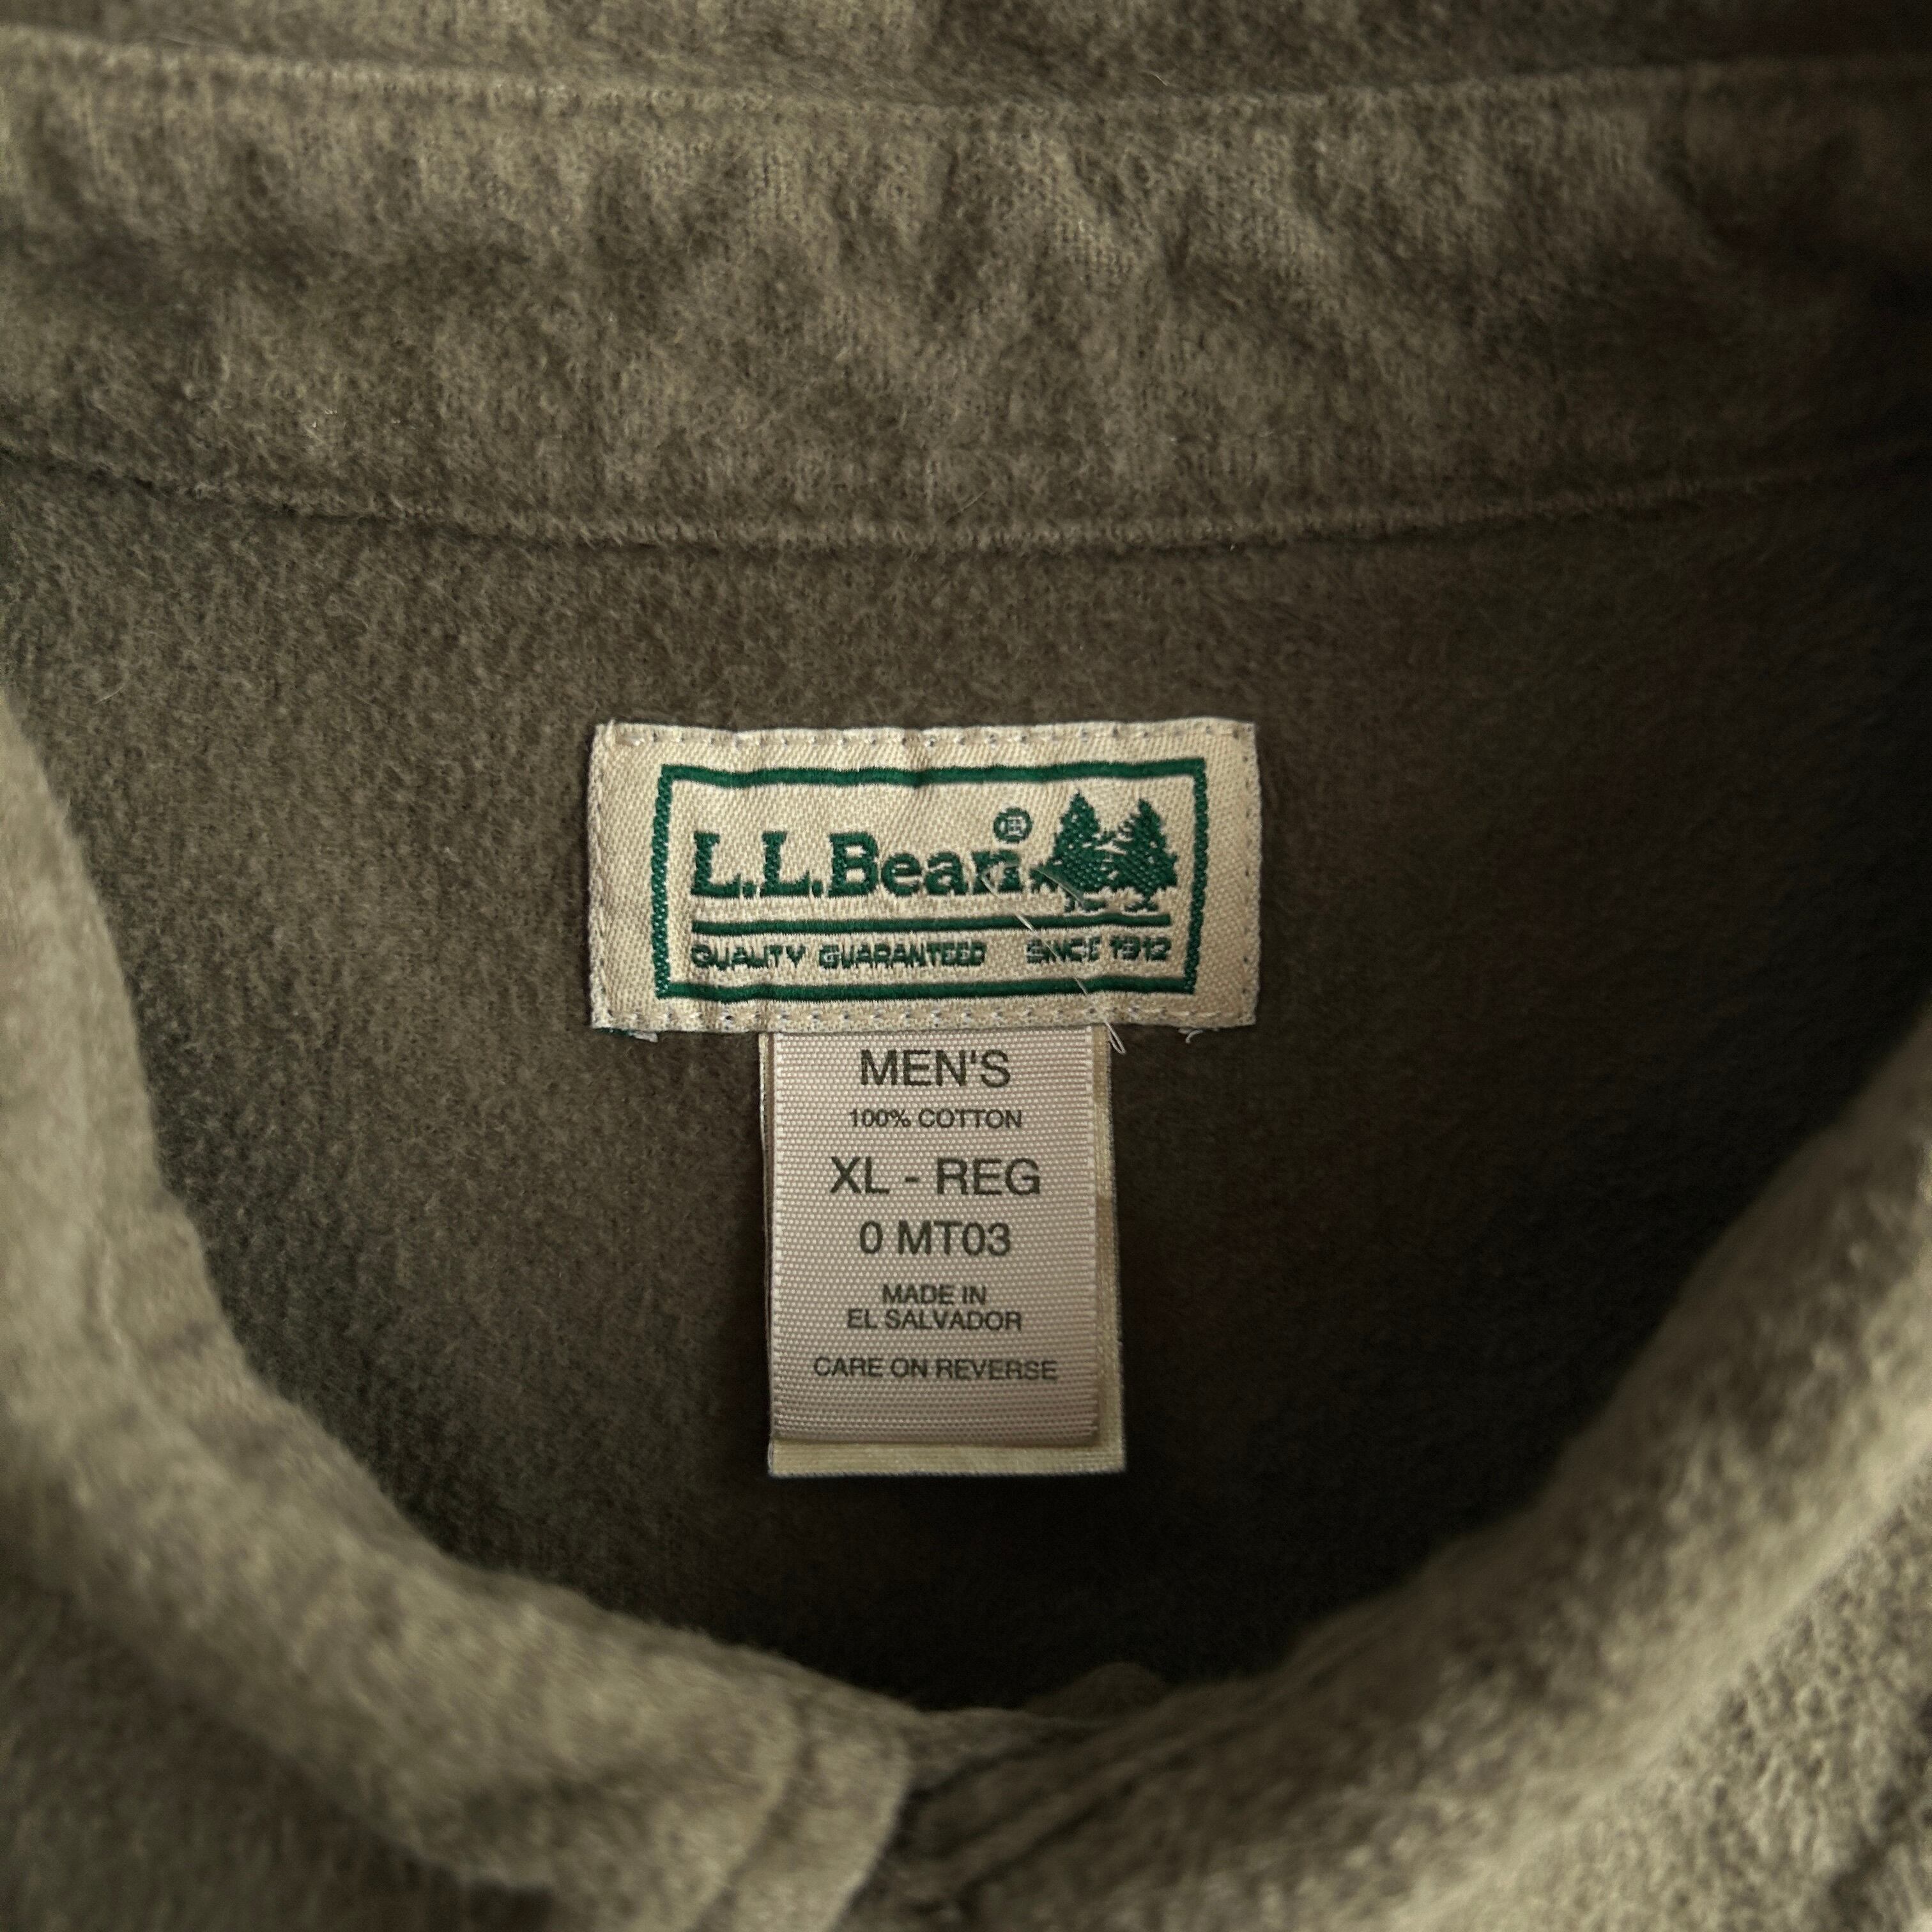 L.L.Bean®
QUALITY GUARANTEED SINCE 1912
MEN'S
100% COTTON
XL - REG
0 MT03
MADE IN
EL SALVADOR
CARE ON REVERSE